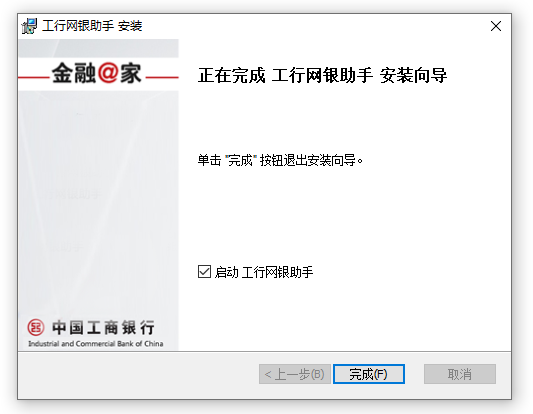 工行网银助手 安装
金融@家
正在完成 工行网银助手 安装向导
单击 "完成" 按钮退出安装向导。
启动 工行网银助手
中国工商银行
Industrial and Commercial Bank of China
< 上一步(B)
完成(F)
取消